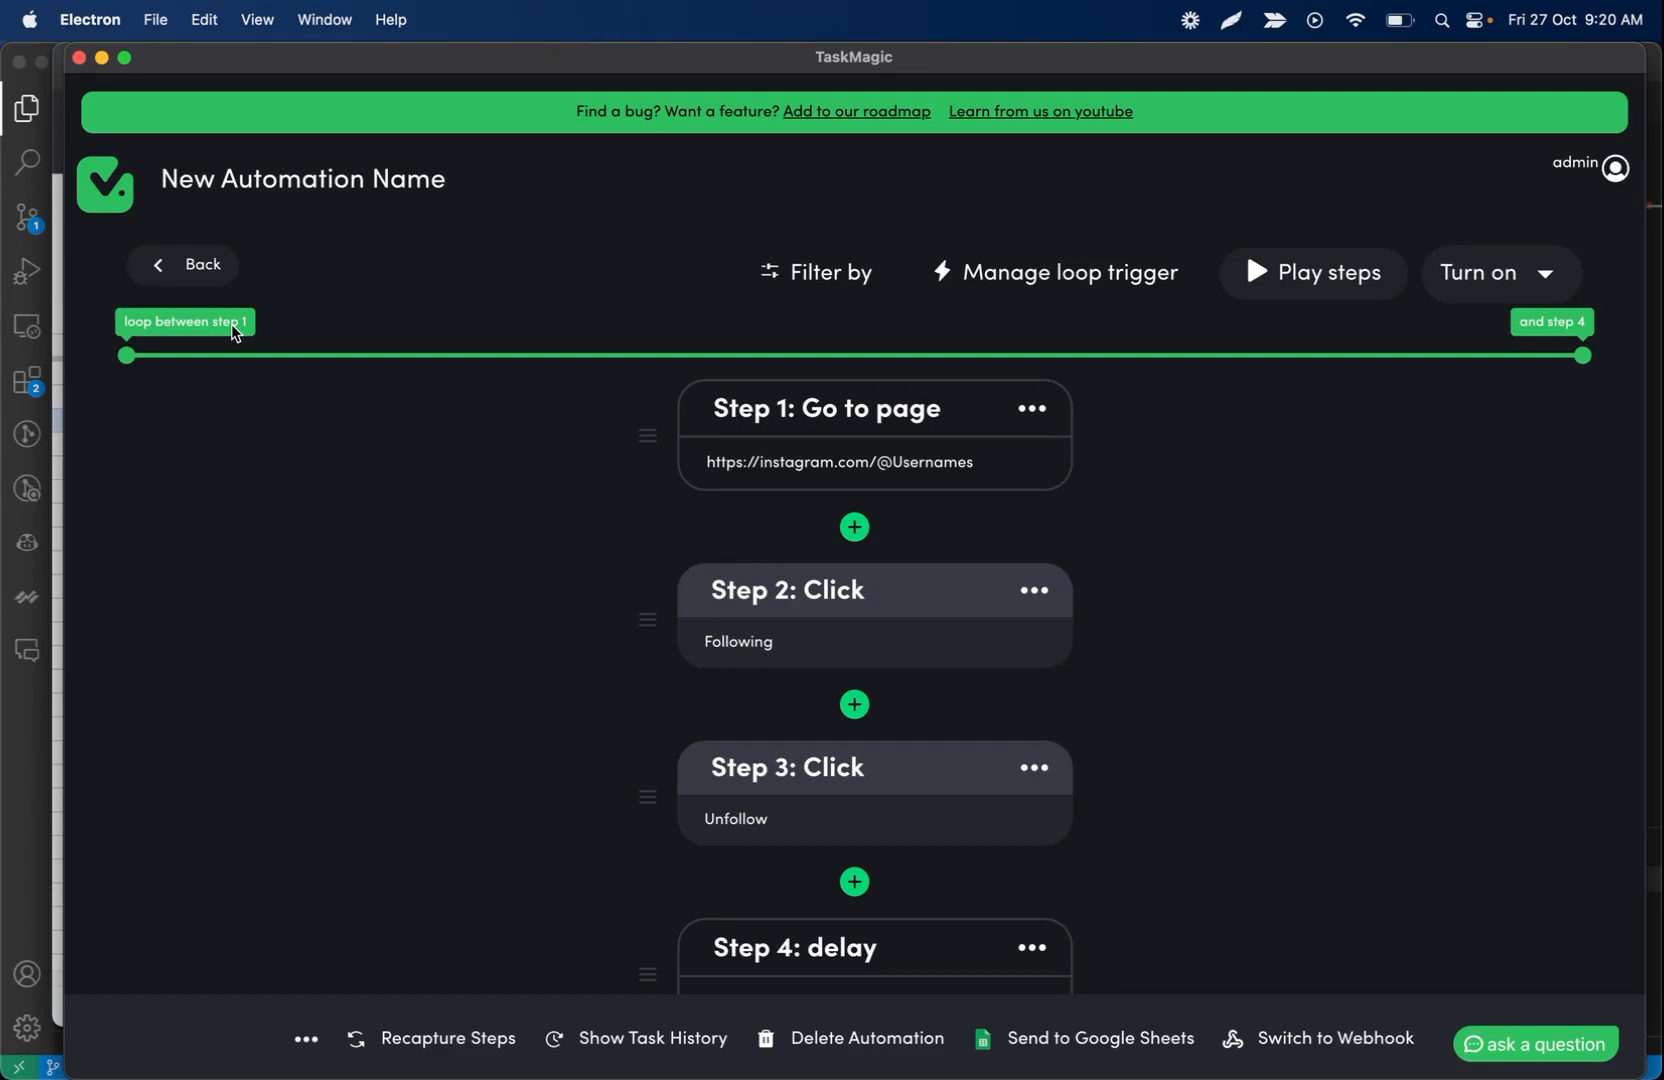 Electron File Edit View Window Help Fri 27 Oct 9:20 AM
TaskMagic
Find a bug? Want a feature? Add to our roadmap Learn from us on youtube
New Automation Name
admin
Back
Filter by
Manage loop trigger
Play steps
Turn on
loop between step 1
and step 4
Step 1: Go to page
https://instagram.com/@Usernames
Step 2: Click
Following
Step 3: Click
Unfollow
Step 4: delay
Recapture Steps
Show Task History
Delete Automation
Send to Google Sheets
Switch to Webhook
ask a question
1
2